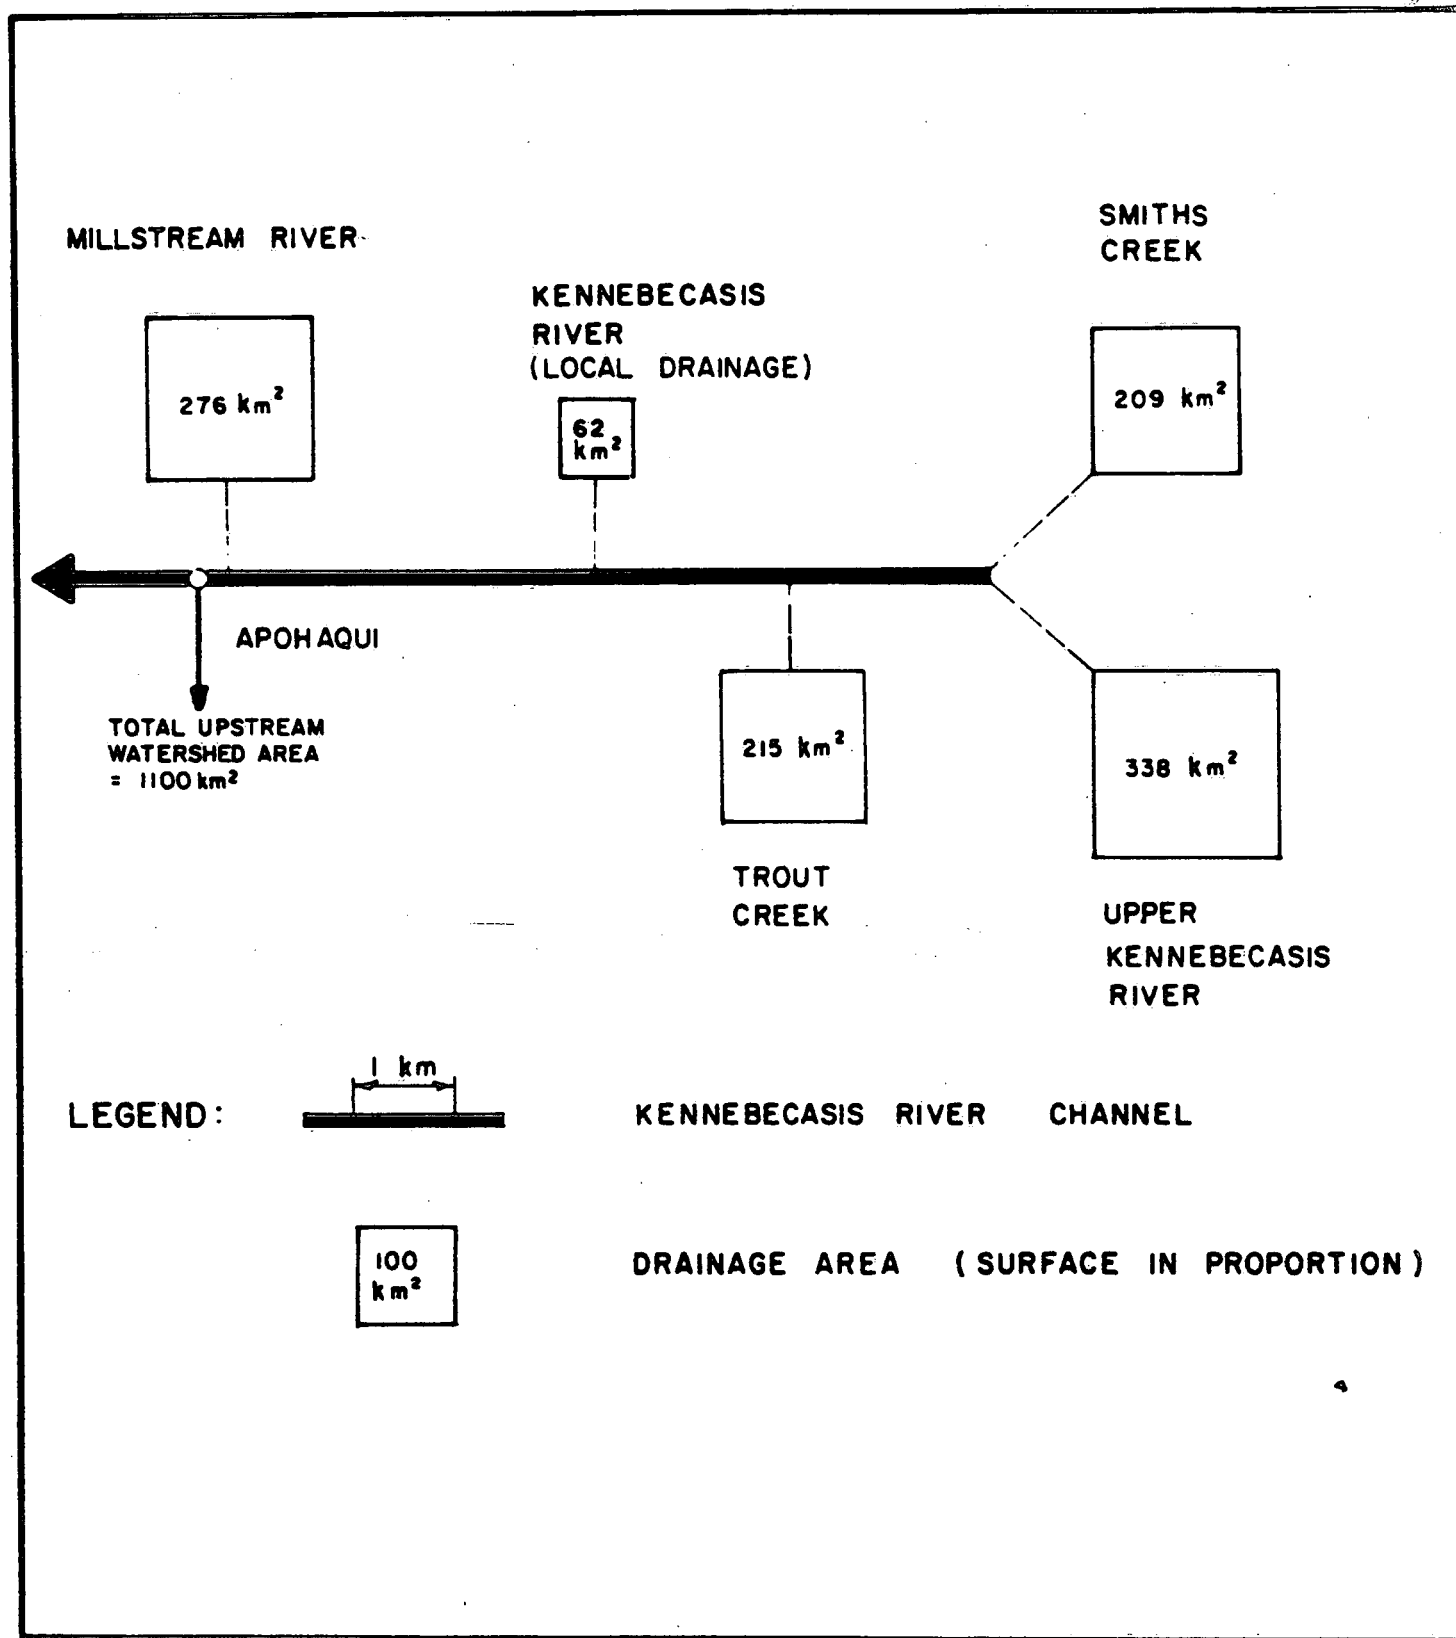 MILLSTREAM RIVER
276 km²
KENNEBECASIS
RIVER
(LOCAL DRAINAGE)
62
km²
SMITHS
CREEK
209 km²
APOHAQUI
TOTAL UPSTREAM
WATERSHED AREA
= 1100 km²
215 km²
TROUT
CREEK
338 km²
UPPER
KENNEBECASIS
RIVER
LEGEND:
1 km
KENNEBECASIS RIVER CHANNEL
100
km²
DRAINAGE AREA (SURFACE IN PROPORTION)